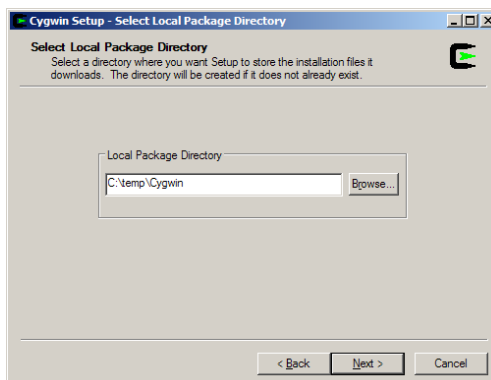 Cygwin Setup - Select Local Package Directory
Select Local Package Directory
Select a directory where you want Setup to store the installation files it
downloads. The directory will be created if it does not already exist.
Local Package Directory
C:\temp\Cygwin
Browse...
< Back
Next >
Cancel